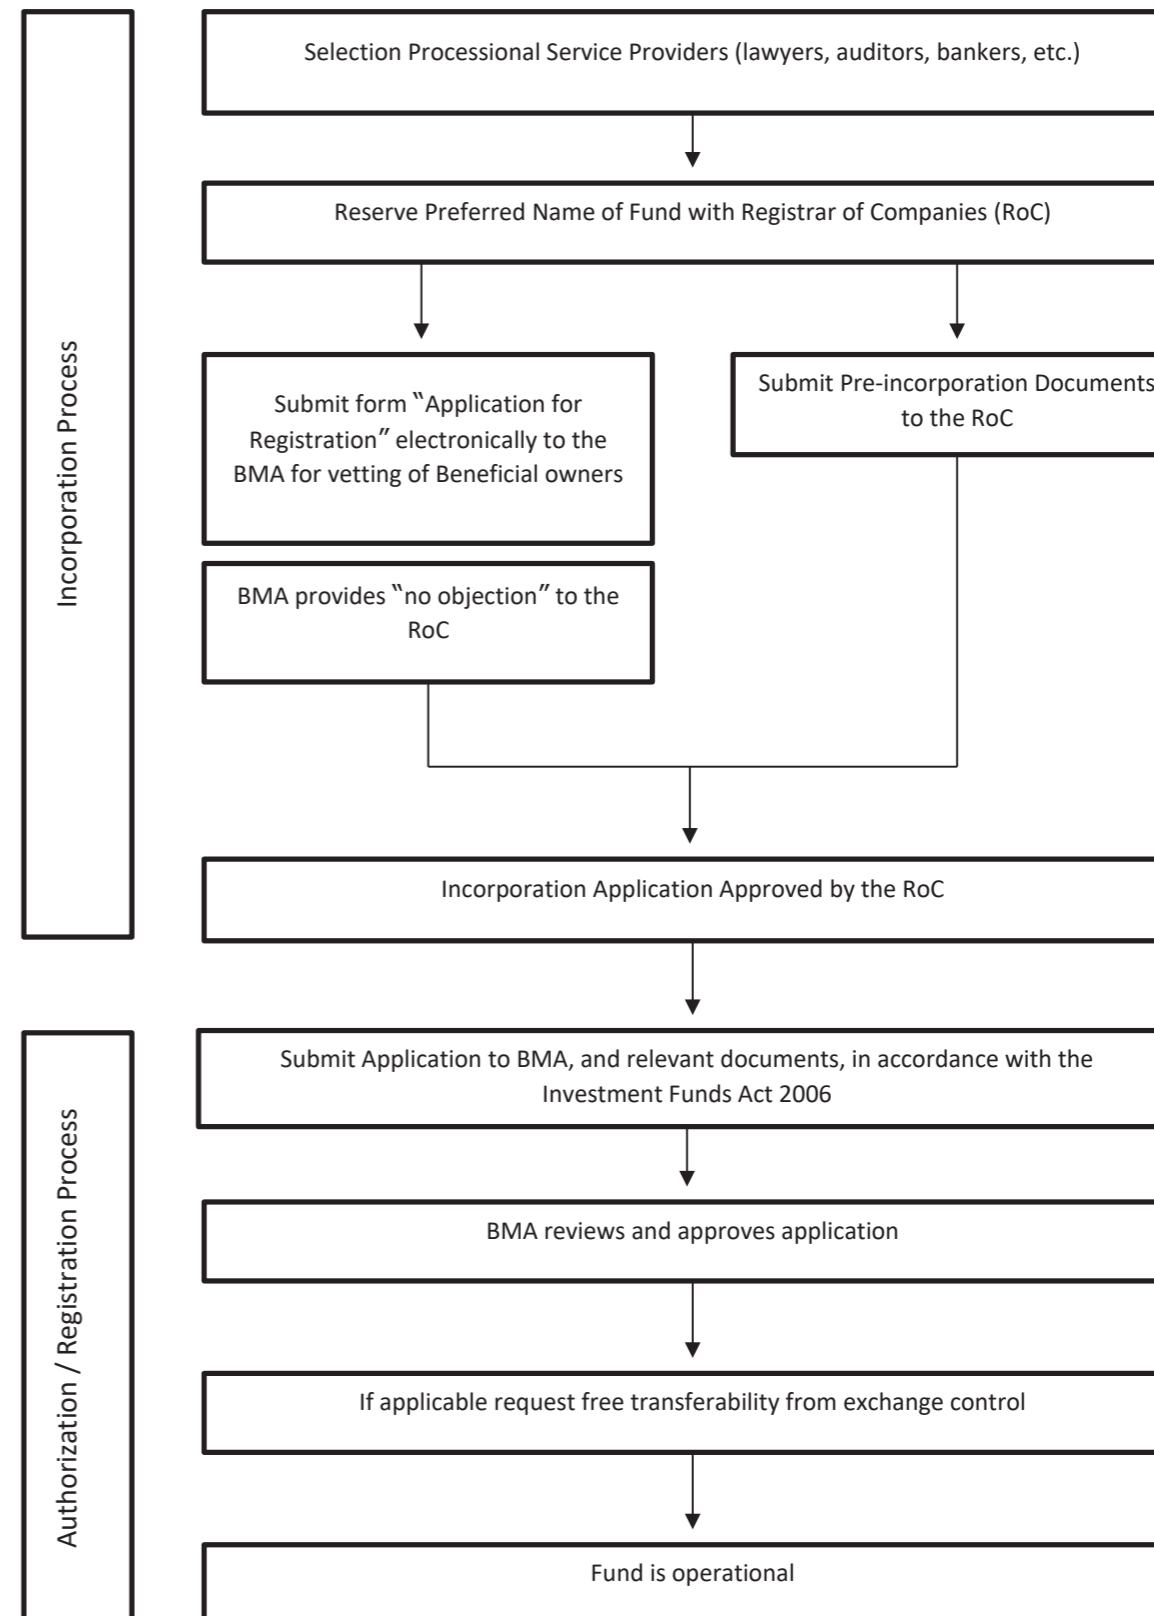 Incorporation Process
Selection Processional Service Providers (lawyers, auditors, bankers, etc.)
Reserve Preferred Name of Fund with Registrar of Companies (RoC)
Submit form “Application for
Registration” electronically to the
BMA for vetting of Beneficial owners
Submit Pre-incorporation Documents
to the RoC
BMA provides “no objection” to the
RoC
Incorporation Application Approved by the RoC
Authorization / Registration Process
Submit Application to BMA, and relevant documents, in accordance with the
Investment Funds Act 2006
BMA reviews and approves application
If applicable request free transferability from exchange control
Fund is operational